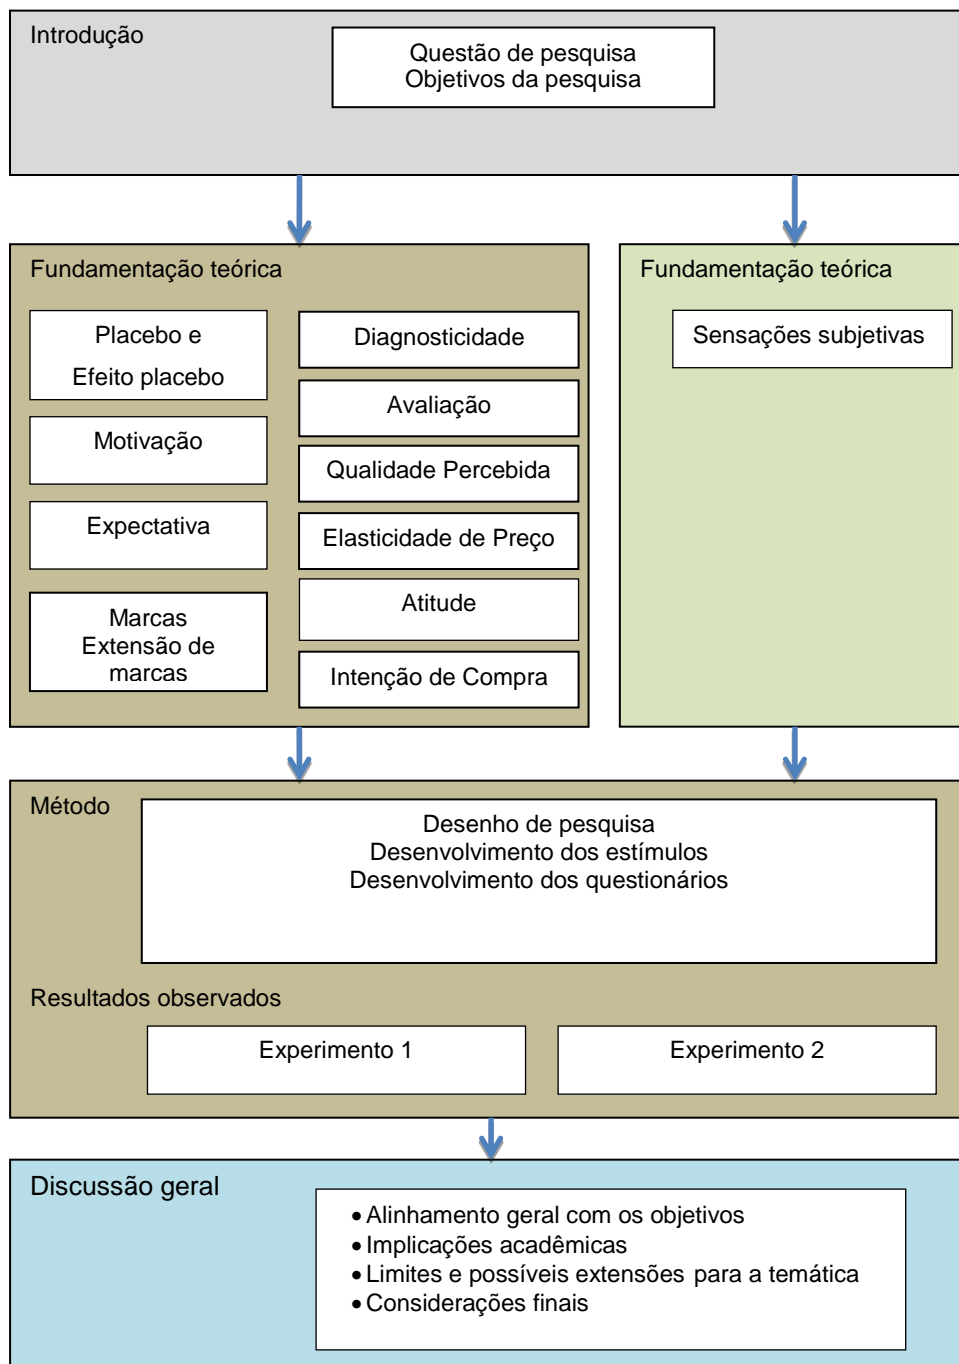 Introdução
Questão de pesquisa
Objetivos da pesquisa
Fundamentação teórica
Placebo e
Efeito placebo
Motivação
Expectativa
Marcas
Extensão de
marcas
Diagnosticidade
Avaliação
Qualidade Percebida
Elasticidade de Preço
Atitude
Intenção de Compra
Fundamentação teórica
Sensações subjetivas
Método
Desenho de pesquisa
Desenvolvimento dos estímulos
Desenvolvimento dos questionários
Resultados observados
Experimento 1
Experimento 2
Discussão geral
• Alinhamento geral com os objetivos
• Implicações acadêmicas
• Limites e possíveis extensões para a temática
• Considerações finais